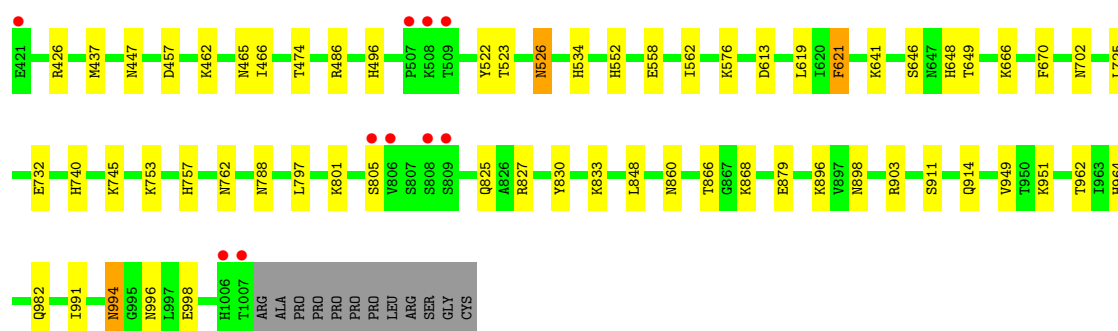 E421 R426 M437 N447 D457 K462 N465 I466 T474 R486 H496 P507 K508 T509 Y522 T523 N526 H534 H552 E558 I562 K576 D613 L619 I620 F621 K641 S646 N647 H648 T649 K666 F670 N702 L725
E732 H740 K745 K753 H757 N762 N788 L797 K801 S805 V806 S807 S808 S809 Q825 A826 R827 Y830 K833 L848 N860 T866 G867 K868 E879 K896 V897 N898 R903 S911 Q914 V949 T950 K951 T962 I963 H964
Q982 I991 N994 G995 N996 L997 E998 H1006 T1007 ARG ALA PRO PRO PRO PRO PRO LEU ARG SER GLY CYS